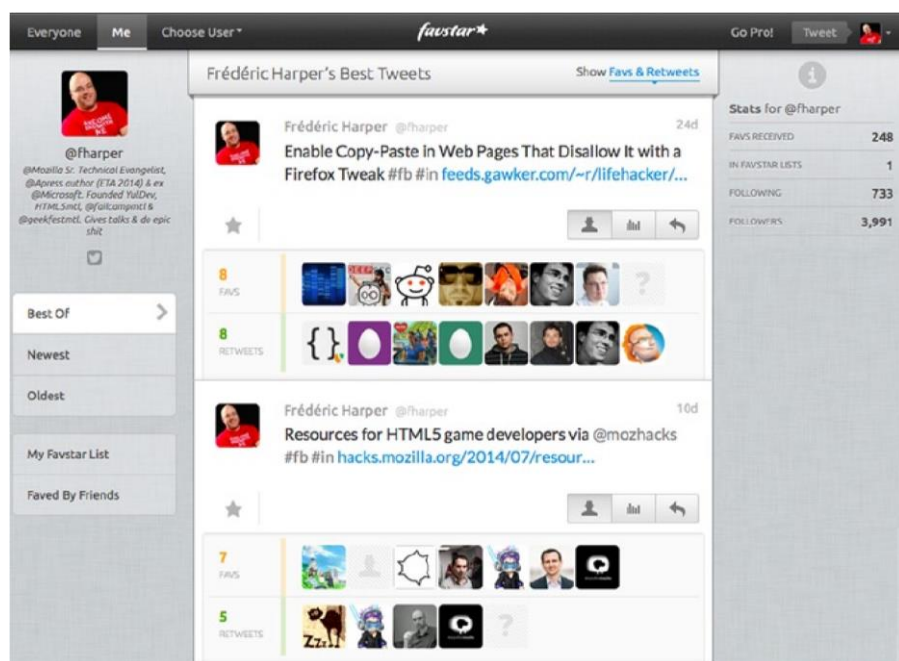 Everyone Me Choose User favstar Go Pro! Tweet
@fharper
@Mozilla Sr. Technical Evangelist,
@Apress author (ETA 2014) & ex
@Microsoft. Founded YulDev,
HTML5mtl, @failcampmtl &
@geekfestmtl. Gives talks & do epic
shit
Best Of
Newest
Oldest
My Favstar List
Faved By Friends
Frédéric Harper's Best Tweets Show Favs & Retweets
Frédéric Harper @fharper 24d
Enable Copy-Paste in Web Pages That Disallow It with a
Firefox Tweak #fb #in feeds.gawker.com/~r/lifehacker/...
8
FAVS
8
RETWEETS
Frédéric Harper @fharper 10d
Resources for HTML5 game developers via @mozhacks
#fb #in hacks.mozilla.org/2014/07/resour...
7
FAVS
5
RETWEETS
Stats for @fharper
FAVS RECEIVED 248
IN FAVSTAR LISTS 1
FOLLOWING 733
FOLLOWERS 3,991